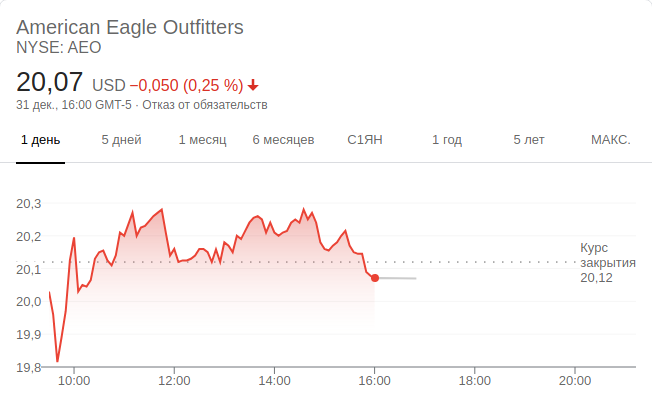 American Eagle Outfitters
NYSE: AEO
20,07 USD −0,050 (0,25 %)
31 дек., 16:00 GMT-5 · Отказ от обязательств
1 день 5 дней 1 месяц 6 месяцев С1ЯН 1 год 5 лет МАКС.
20,3
20,2
20,1
20,0
19,9
19,8
Курс
закрытия
20,12
10:00 12:00 14:00 16:00 18:00 20:00